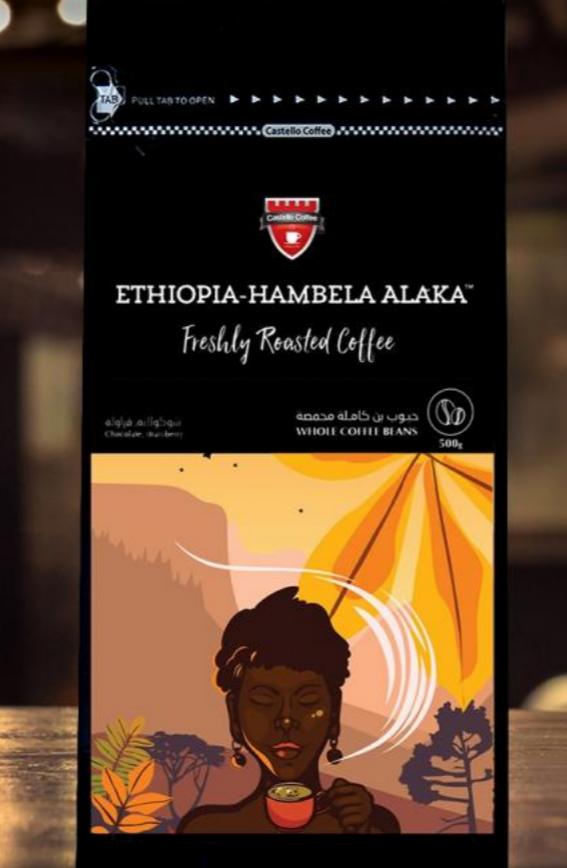 TAB
PULL TAB TO OPEN
Castello Coffee
Castello Coffee
ETHIOPIA-HAMBELA ALAKA™
Freshly Roasted Coffee
حبوب بن كاملة محمصة
WHOLE COFFEE BEANS
500g
شوكولاته، فراولة
Chocolate,